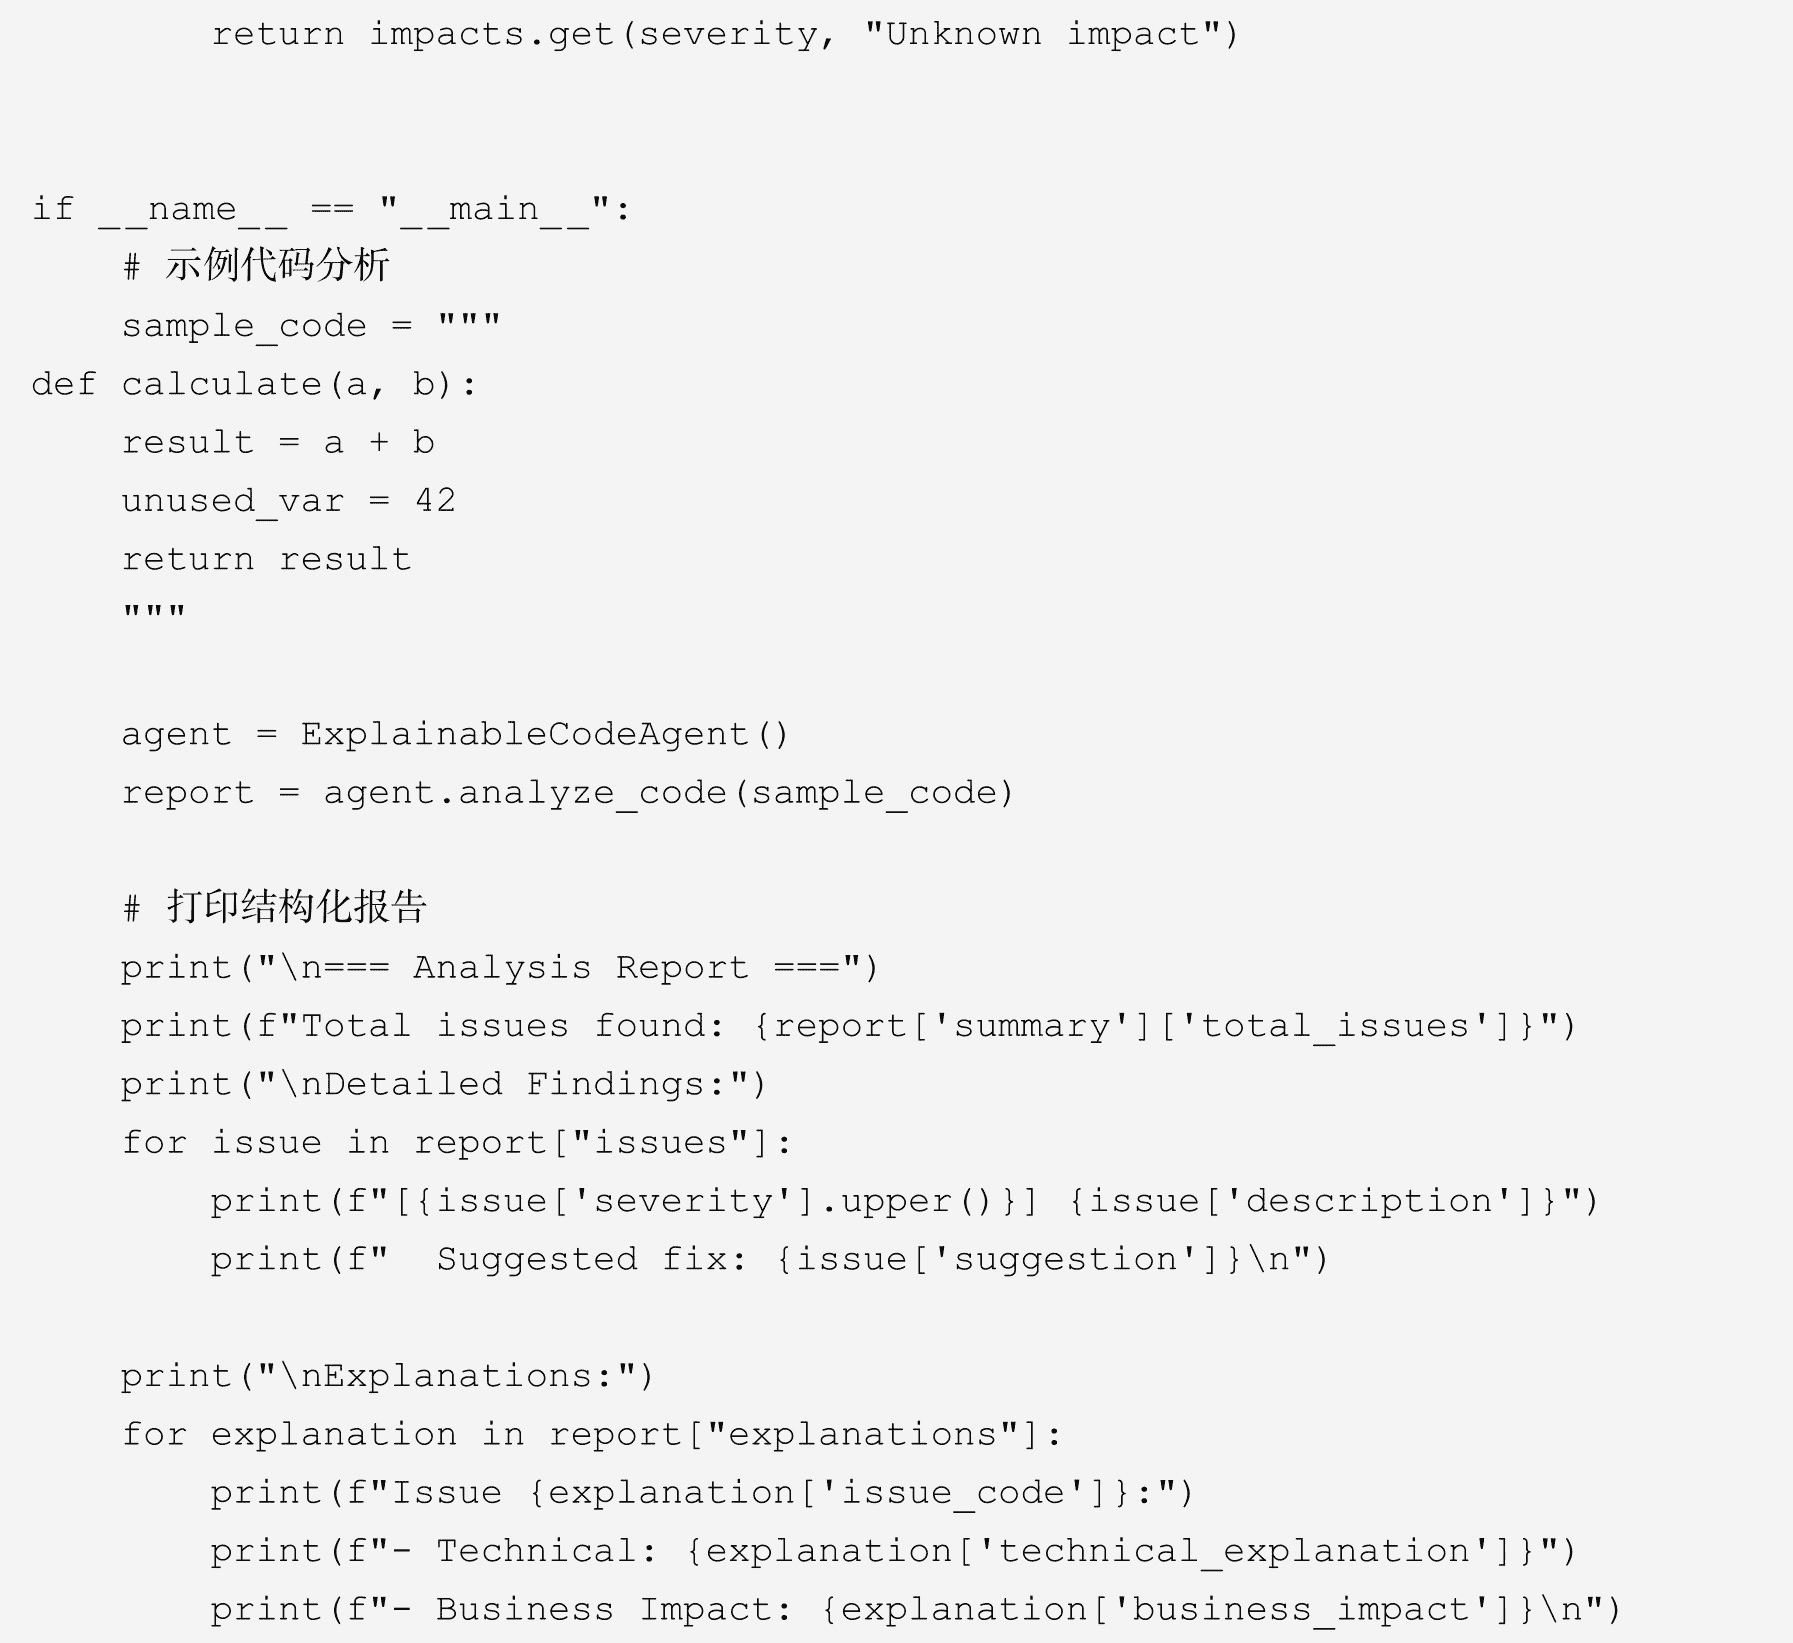 return impacts.get(severity, "Unknown impact")
if __name__ == "__main__":
    # 示例代码分析
    sample_code = """
def calculate(a, b):
    result = a + b
    unused_var = 42
    return result
    """
    agent = ExplainableCodeAgent()
    report = agent.analyze_code(sample_code)
    # 打印结构化报告
    print("\n=== Analysis Report ===")
    print(f"Total issues found: {report['summary']['total_issues']}")
    print("\nDetailed Findings:")
    for issue in report["issues"]:
        print(f"[{issue['severity'].upper()}] {issue['description']}")
        print(f"  Suggested fix: {issue['suggestion']}\n")
    print("\nExplanations:")
    for explanation in report["explanations"]:
        print(f"Issue {explanation['issue_code']}:")
        print(f"- Technical: {explanation['technical_explanation']}")
        print(f"- Business Impact: {explanation['business_impact']}\n")